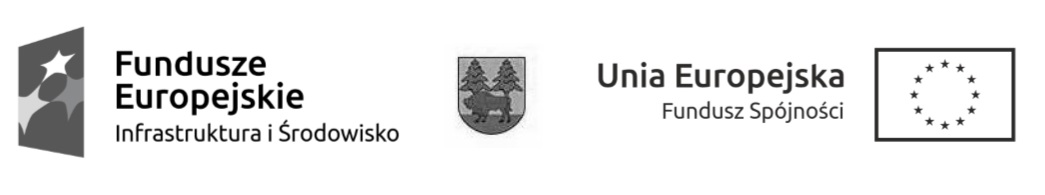 Fundusze
Europejskie
Infrastruktura i Środowisko
Unia Europejska
Fundusz Spójności